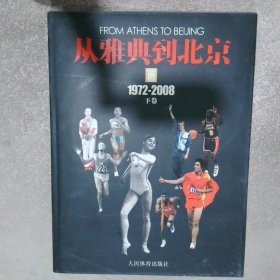 FROM ATHENS TO BEIJING
从雅典到北京
1972-2008
下卷
人民体育出版社